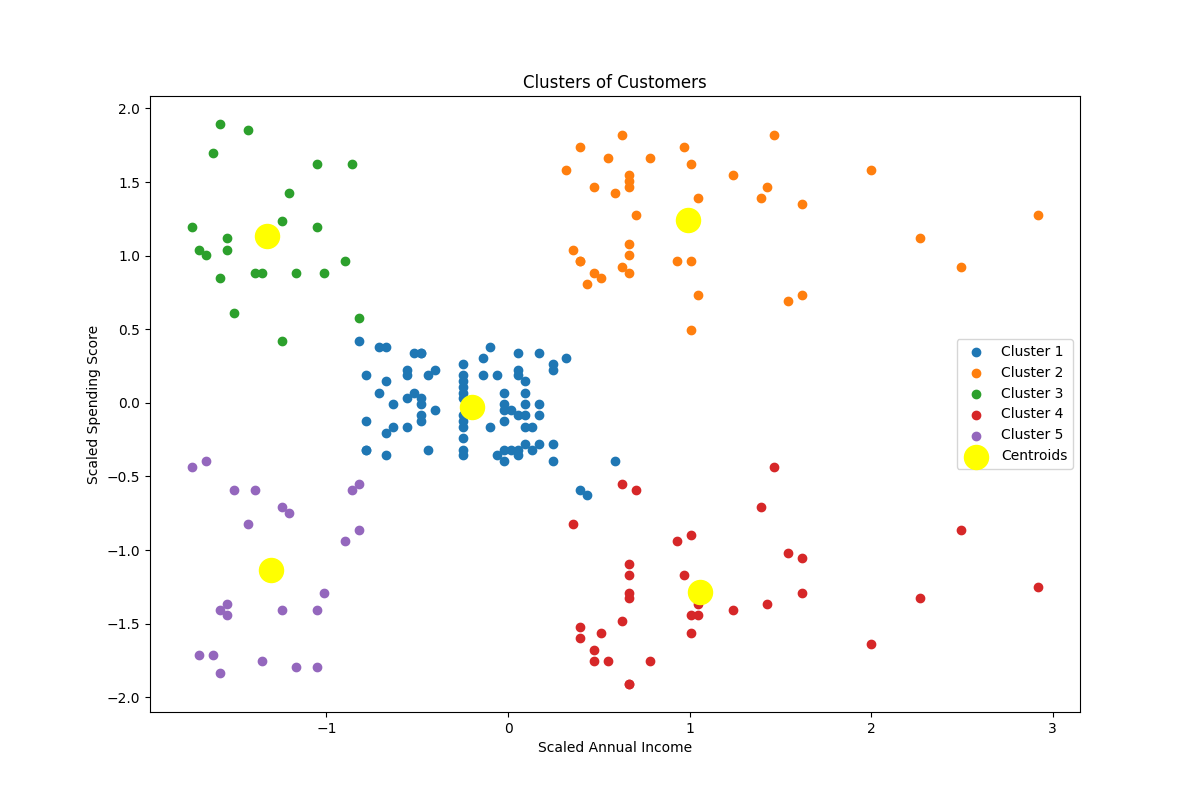 Clusters of Customers
2.0
1.5
1.0
0.5
0.0
−0.5
−1.0
−1.5
−2.0
Scaled Spending Score
Cluster 1
Cluster 2
Cluster 3
Cluster 4
Cluster 5
Centroids
−1
0
1
2
3
Scaled Annual Income